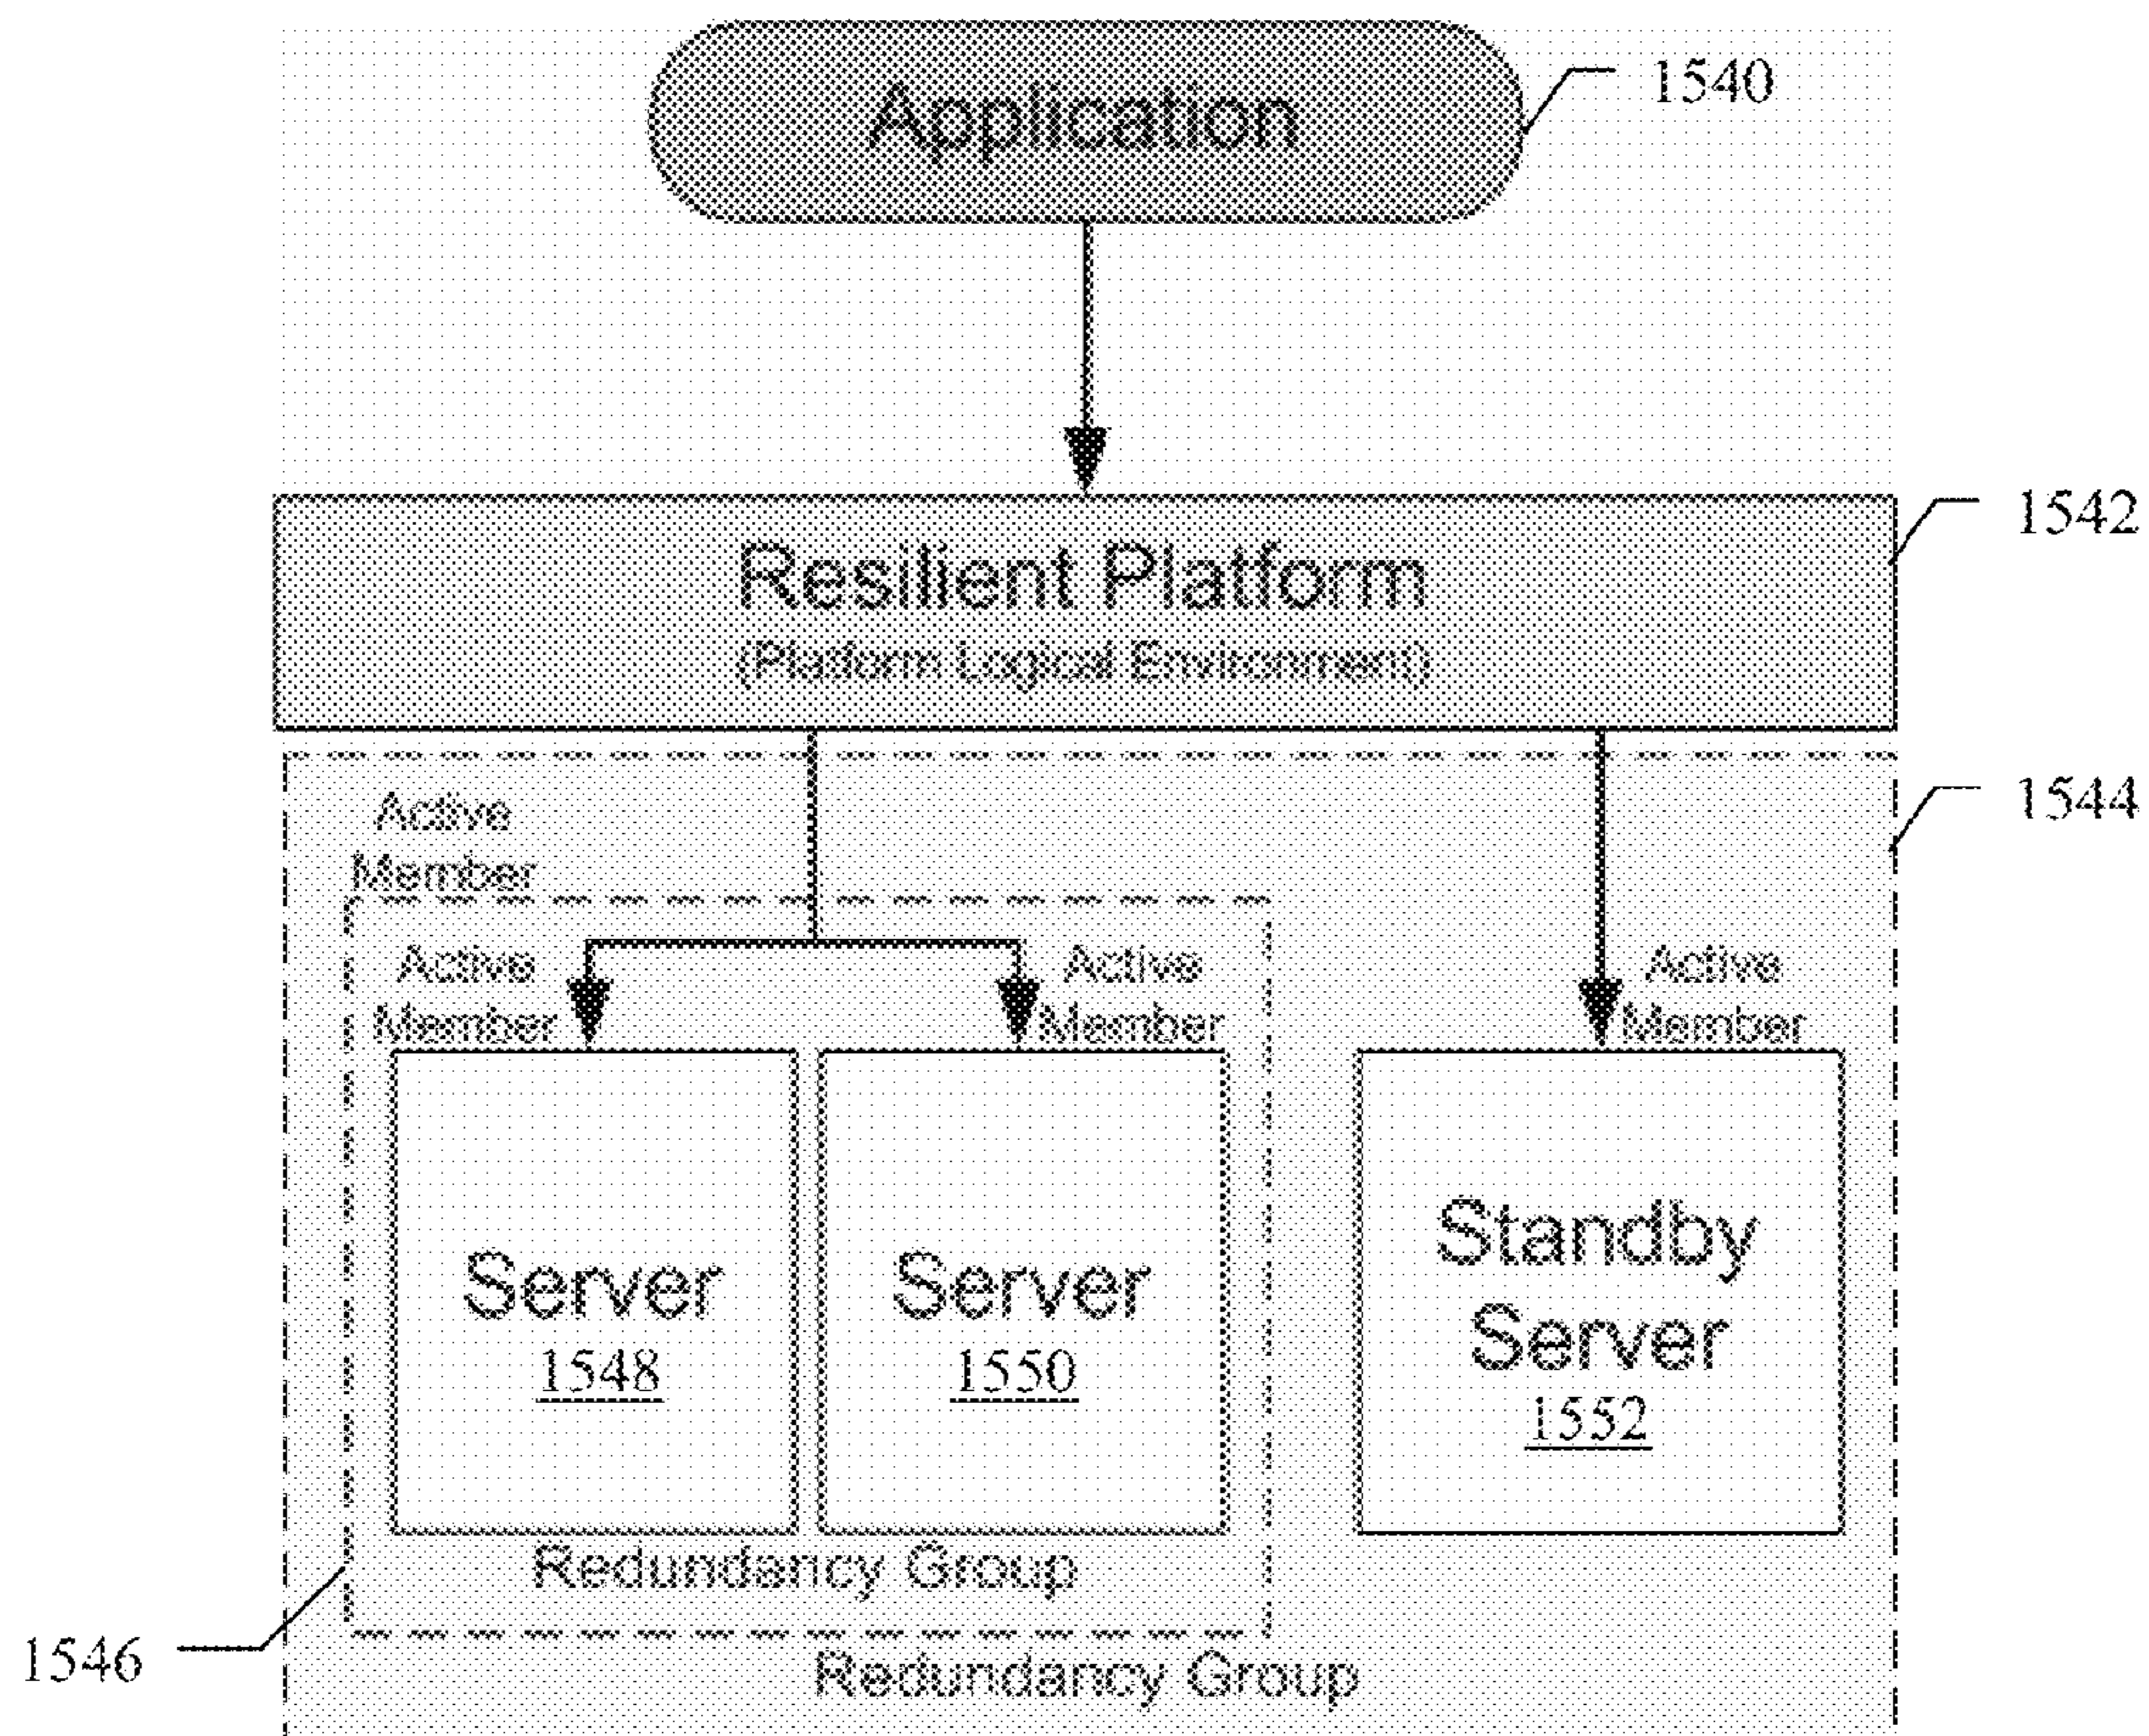 Application
1540
Resilient Platform
(Platform Logical Environment)
1542
1544
Active
Member
Active
Member
Active
Member
Active
Member
Server
1548
Server
1550
Standby
Server
1552
Redundancy Group
1546
Redundancy Group